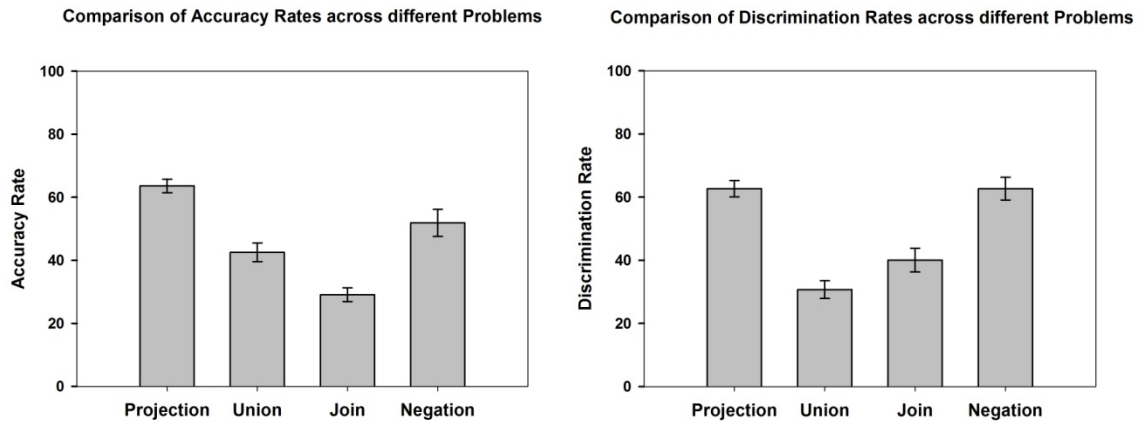 Comparison of Accuracy Rates across different Problems
100
80
60
40
20
0
Accuracy Rate
Projection Union Join Negation
Comparison of Discrimination Rates across different Problems
100
80
60
40
20
0
Discrimination Rate
Projection Union Join Negation